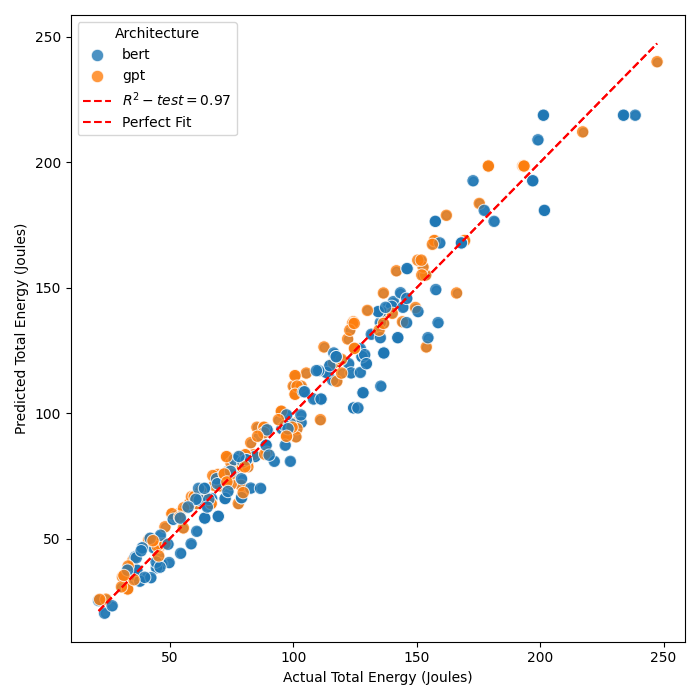 Architecture
bert
gpt
R² − test = 0.97
Perfect Fit
250
200
150
100
50
Predicted Total Energy (Joules)
50 100 150 200 250
Actual Total Energy (Joules)